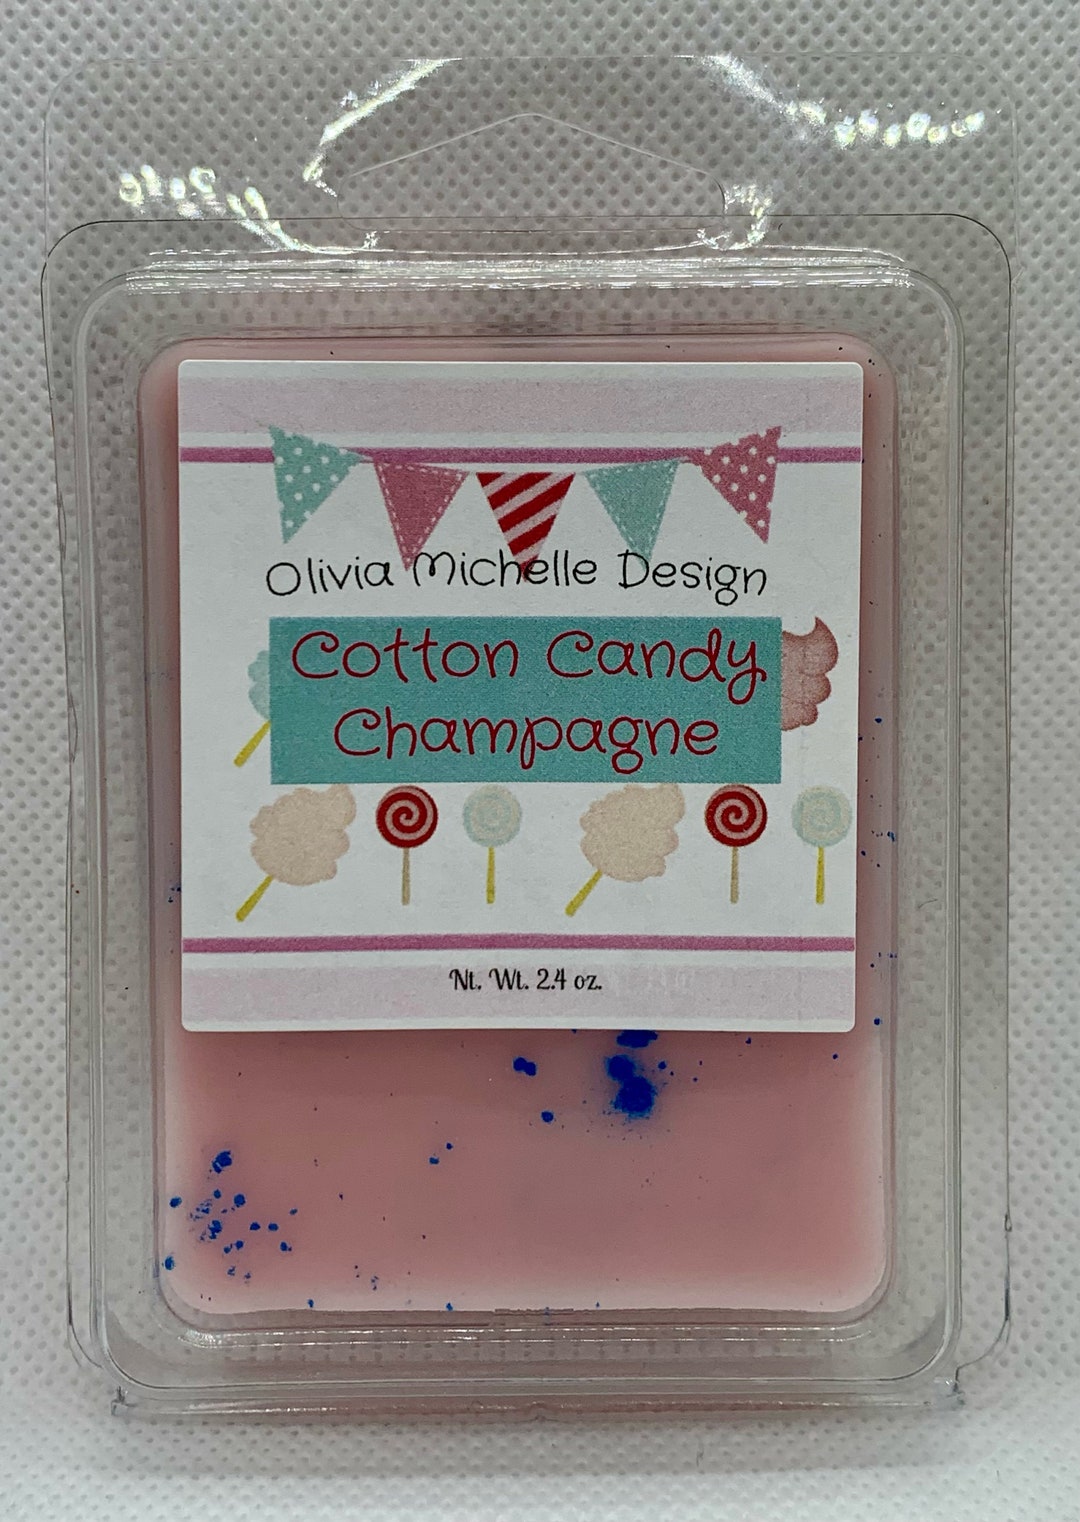 Olivia Michelle Design
Cotton Candy
Champagne
Nt. Wt. 2.4 oz.